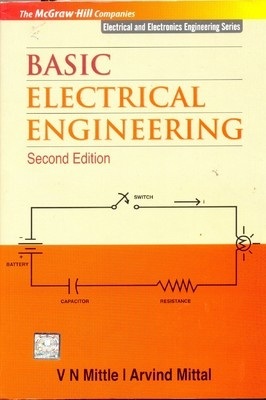 The McGraw·Hill Companies
Electrical and Electronics Engineering Series
BASIC
ELECTRICAL
ENGINEERING
Second Edition
SWITCH
i
BATTERY
CAPACITOR
RESISTANCE
V N Mittle | Arvind Mittal